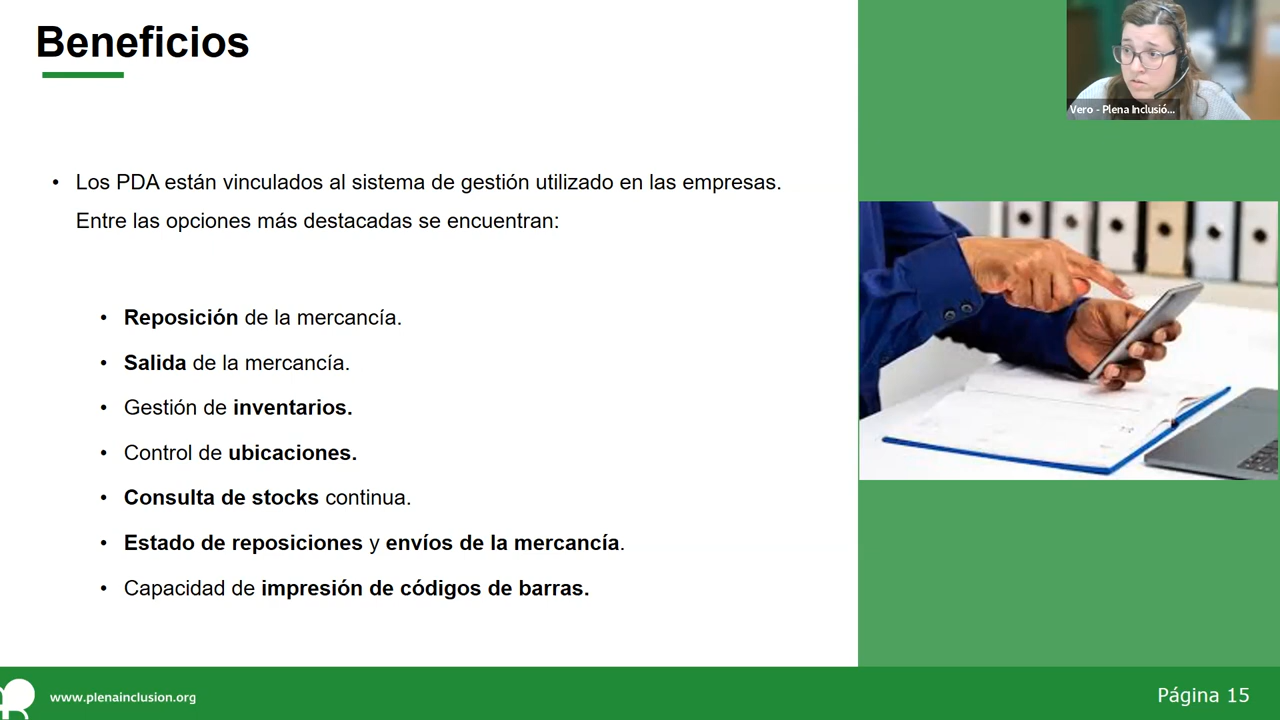 Beneficios
Vero - Plena Inclusió...
• Los PDA están vinculados al sistema de gestión utilizado en las empresas.
Entre las opciones más destacadas se encuentran:
• Reposición de la mercancía.
• Salida de la mercancía.
• Gestión de inventarios.
• Control de ubicaciones.
• Consulta de stocks continua.
• Estado de reposiciones y envíos de la mercancía.
• Capacidad de impresión de códigos de barras.
www.plenainclusion.org
Página 15